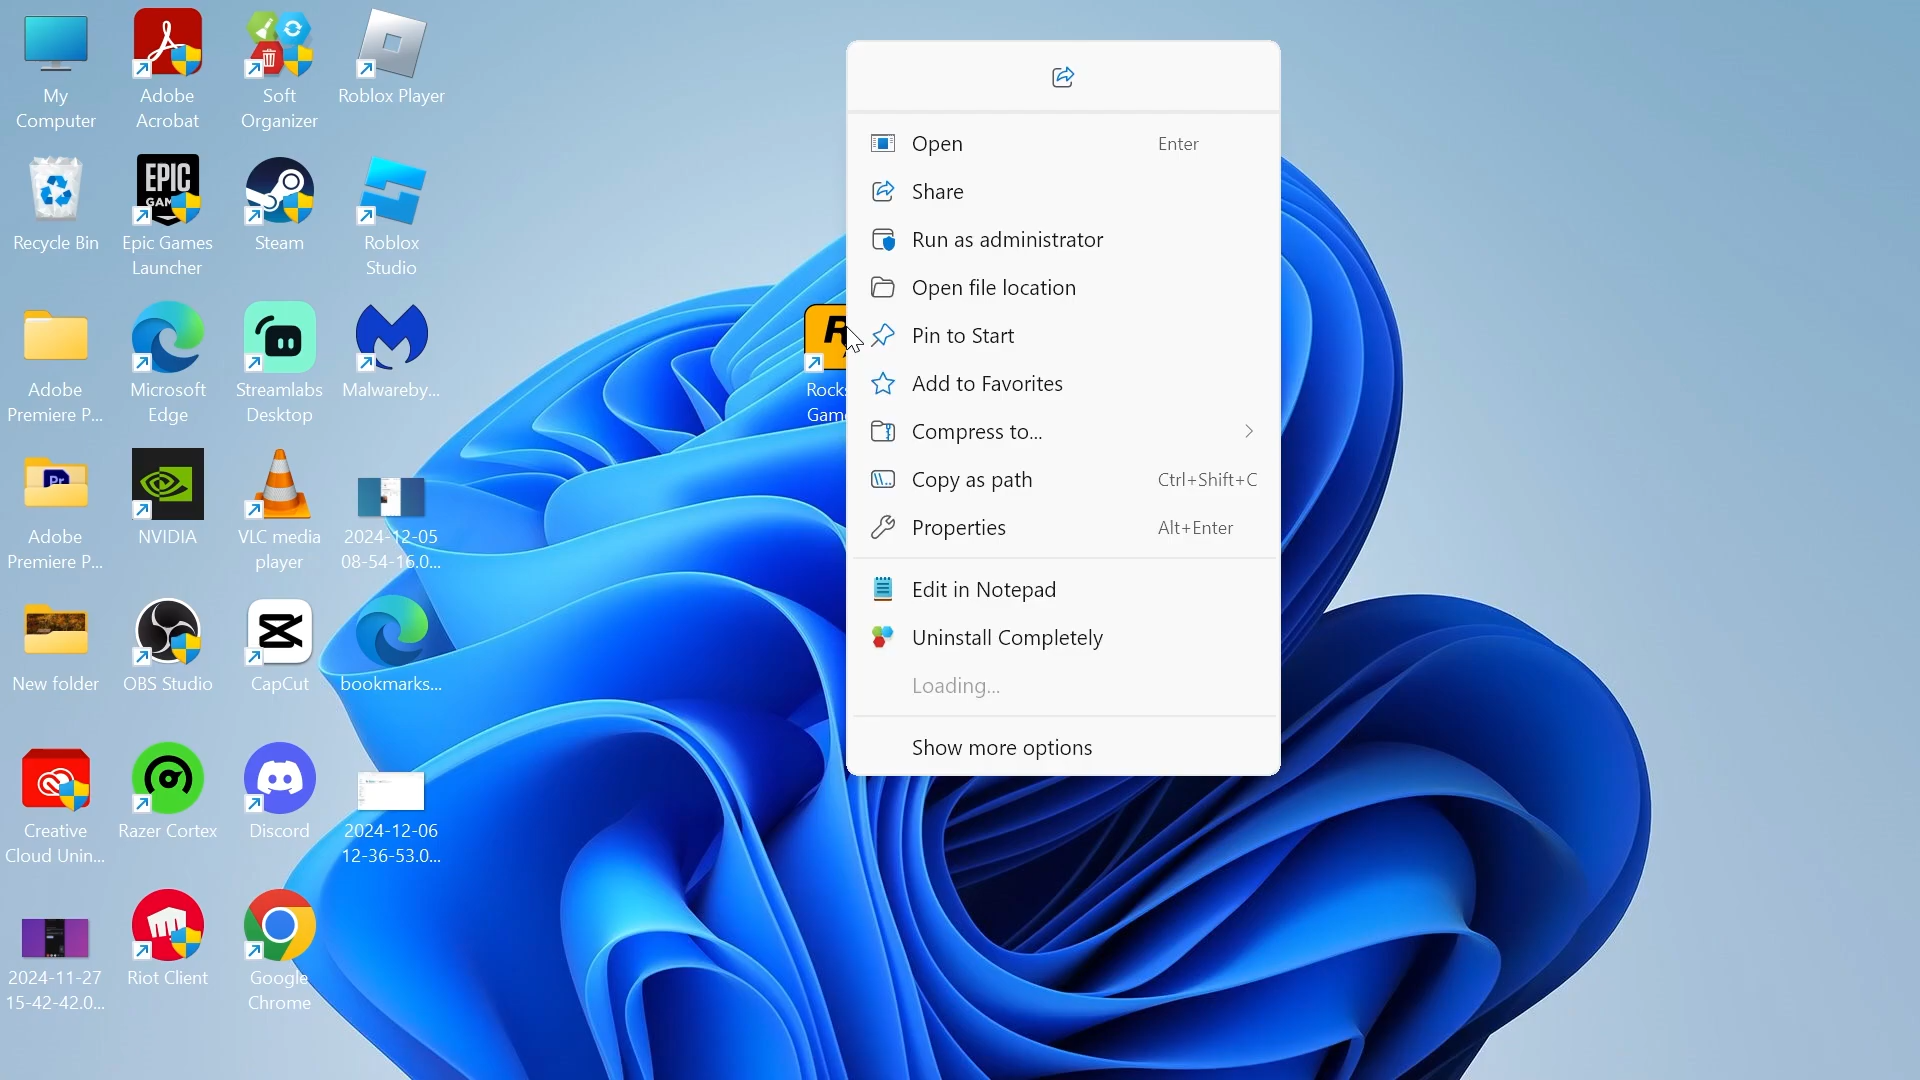 My
Computer
Adobe
Acrobat
Soft
Organizer
Roblox Player
Recycle Bin
EPIC
Epic Games
Launcher
Steam
Roblox
Studio
Adobe
Premiere P...
Microsoft
Edge
Streamlabs
Desktop
Malwareby...
Pr
Adobe
Premiere P...
NVIDIA
VLC media
player
2024-12-05
08-54-16.0...
New folder
OBS Studio
CapCut
bookmarks...
Creative
Cloud Unin...
Razer Cortex
Discord
2024-12-06
12-36-53.0...
2024-11-27
15-42-42.0...
Riot Client
Google
Chrome
R
Open Enter
Share
Run as administrator
Open file location
Pin to Start
Add to Favorites
Compress to...
Copy as path Ctrl+Shift+C
Properties Alt+Enter
Edit in Notepad
Uninstall Completely
Loading...
Show more options